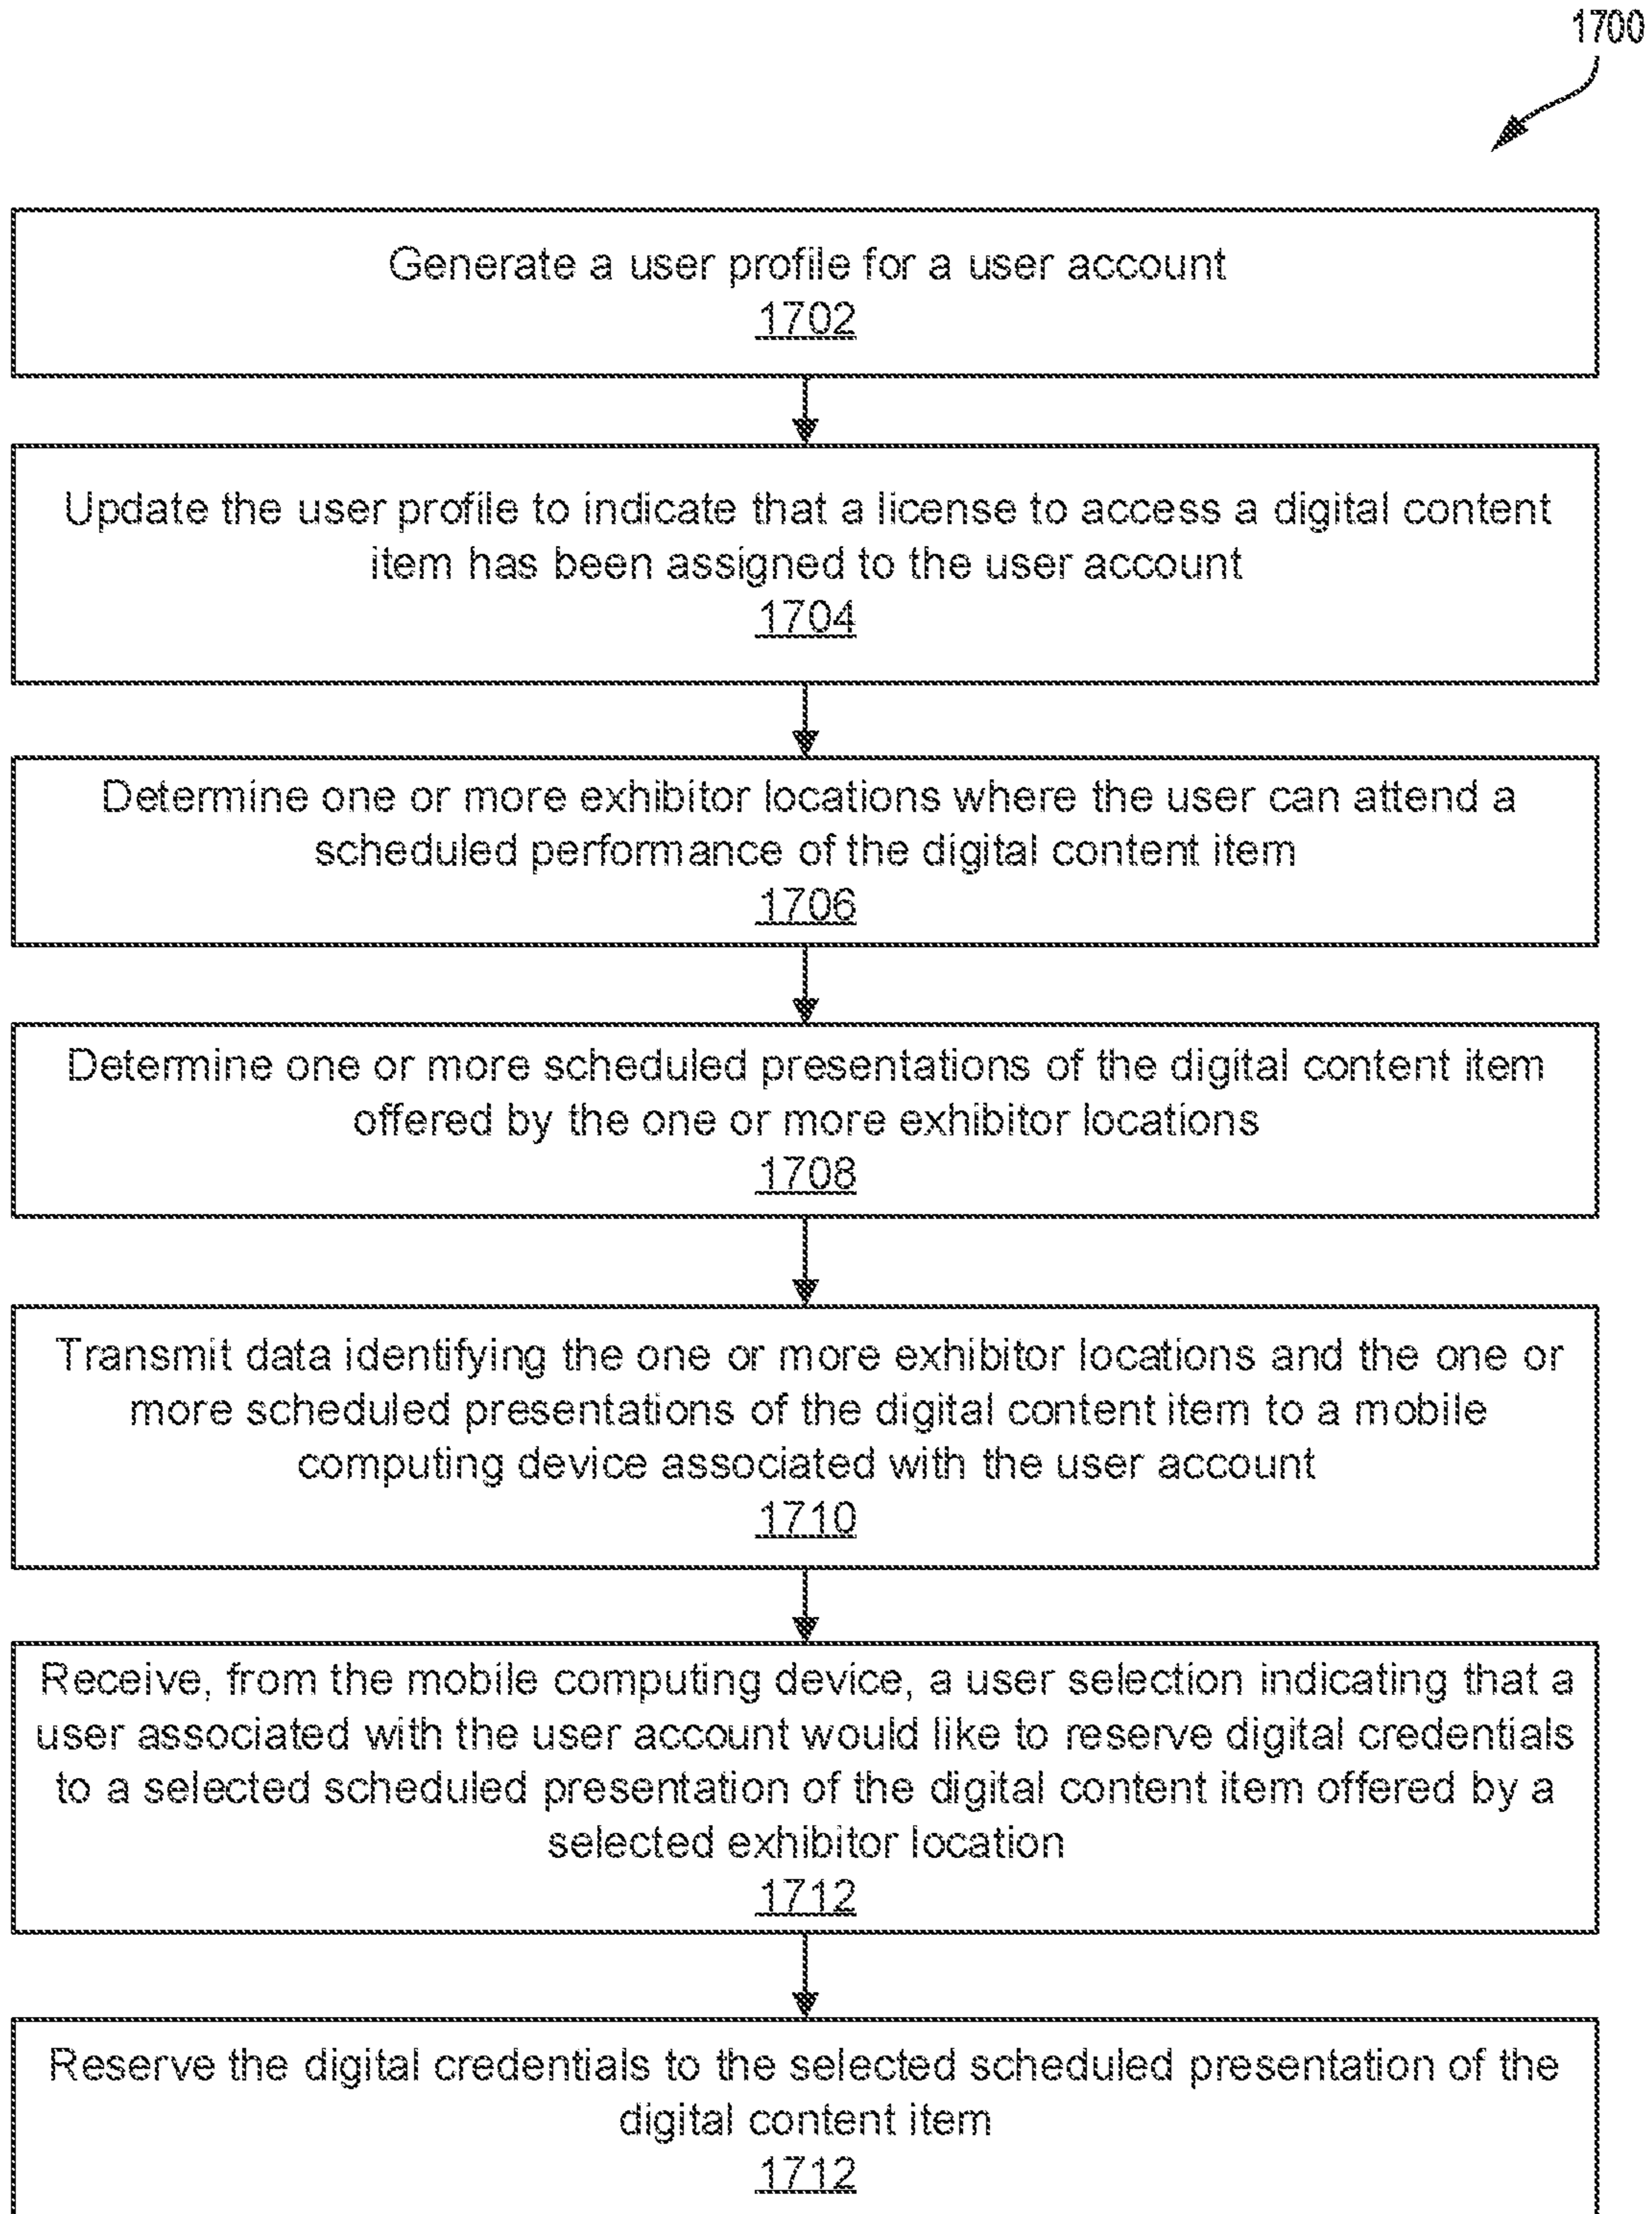 1700
Generate a user profile for a user account
1702
Update the user profile to indicate that a license to access a digital content
item has been assigned to the user account
1704
Determine one or more exhibitor locations where the user can attend a
scheduled performance of the digital content item
1706
Determine one or more scheduled presentations of the digital content item
offered by the one or more exhibitor locations
1708
Transmit data identifying the one or more exhibitor locations and the one or
more scheduled presentations of the digital content item to a mobile
computing device associated with the user account
1710
Receive, from the mobile computing device, a user selection indicating that a
user associated with the user account would like to reserve digital credentials
to a selected scheduled presentation of the digital content item offered by a
selected exhibitor location
1712
Reserve the digital credentials to the selected scheduled presentation of the
digital content item
1712